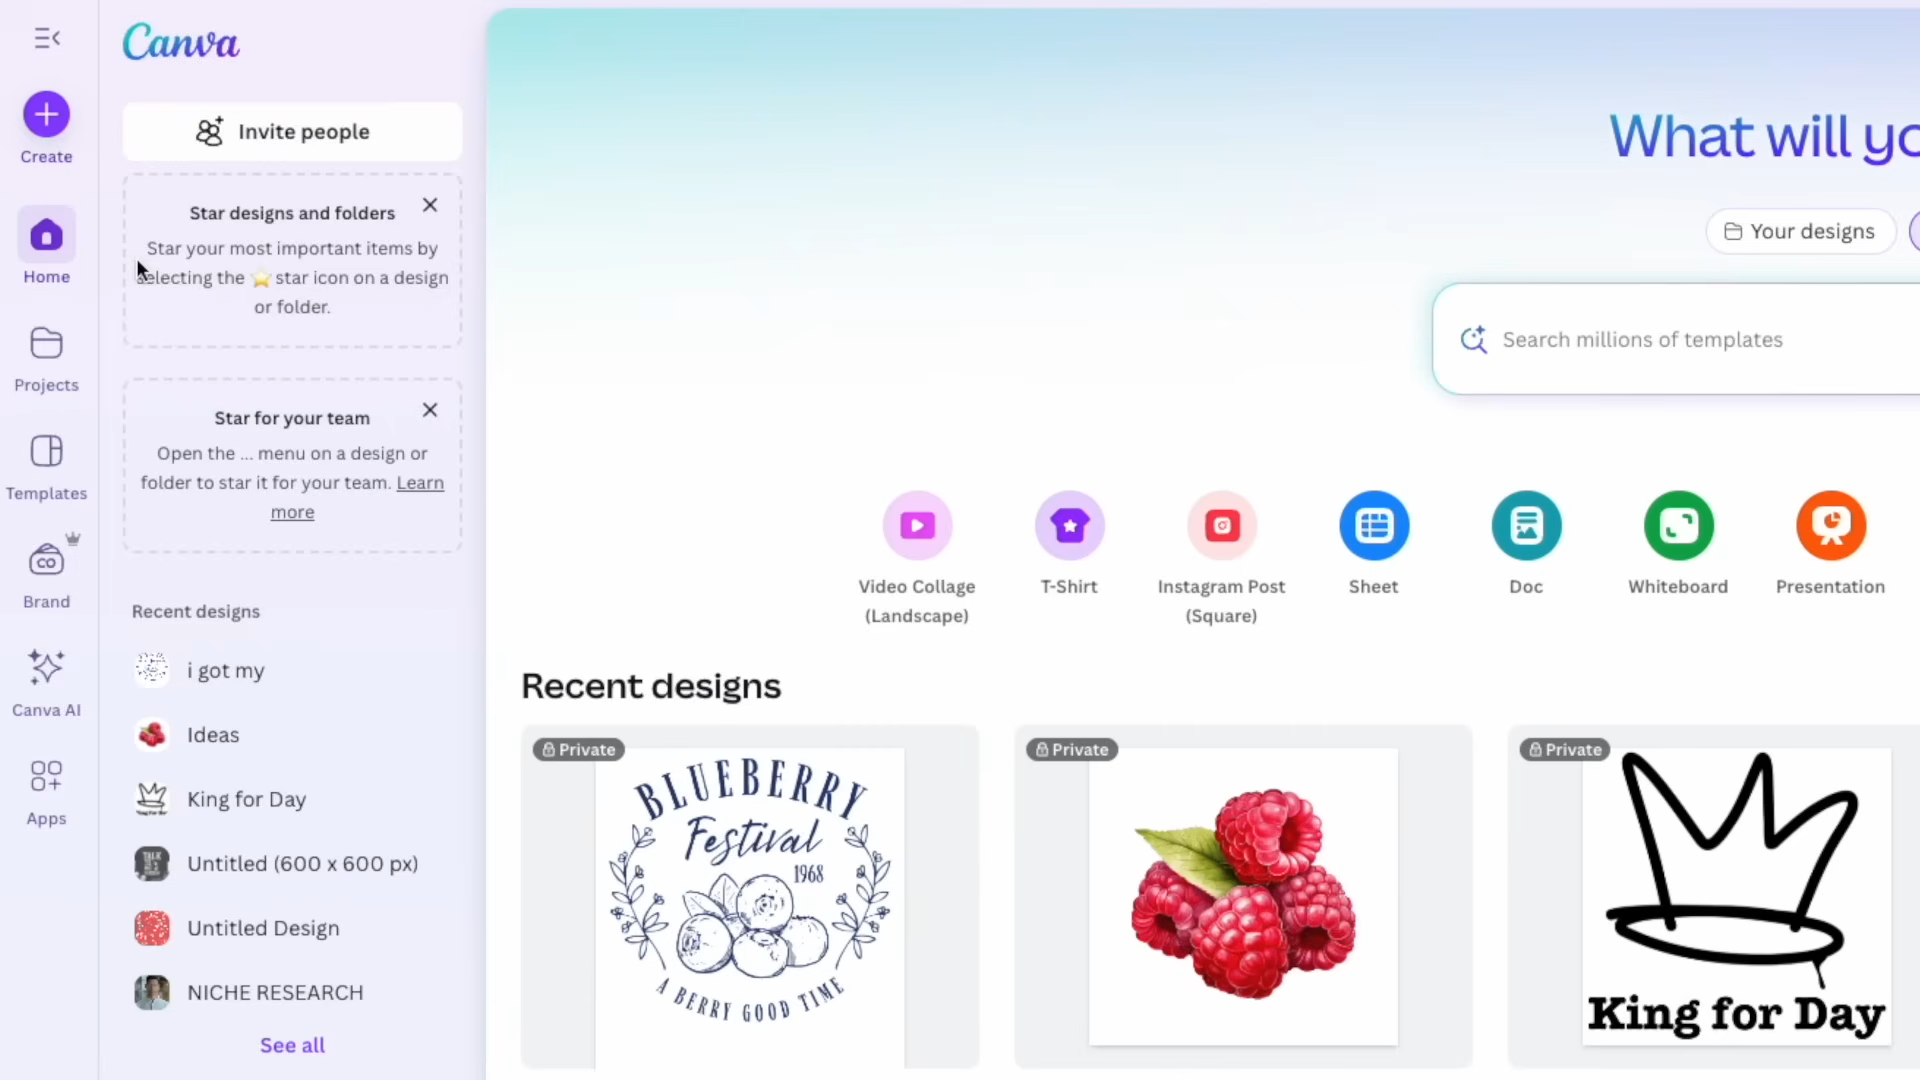 Canva
Create
Home
Projects
Templates
Brand
Canva AI
Apps
Invite people
Star designs and folders
Star your most important items by
selecting the ⭐ star icon on a design
or folder.
Star for your team
Open the ... menu on a design or
folder to star it for your team. Learn
more
Recent designs
i got my
Ideas
King for Day
Untitled (600 x 600 px)
Untitled Design
NICHE RESEARCH
See all
What will yo
Your designs
Search millions of templates
Video Collage
(Landscape)
T-Shirt
Instagram Post
(Square)
Sheet
Doc
Whiteboard
Presentation
Recent designs
Private
BLUEBERRY
Festival
1968
A BERRY GOOD TIME
Private
Private
King for Day